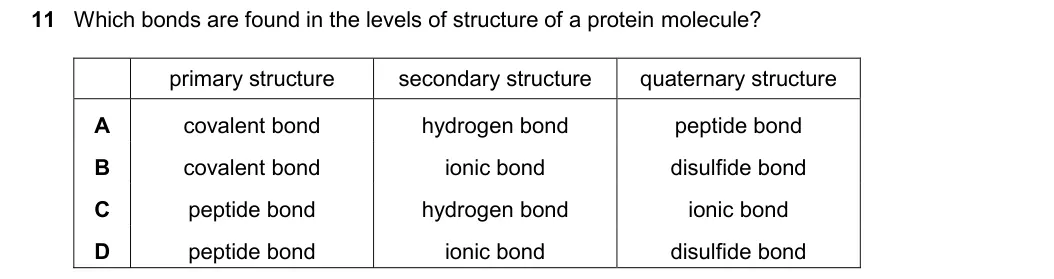 11 Which bonds are found in the levels of structure of a protein molecule?
primary structure secondary structure quaternary structure
A covalent bond hydrogen bond peptide bond
B covalent bond ionic bond disulfide bond
C peptide bond hydrogen bond ionic bond
D peptide bond ionic bond disulfide bond